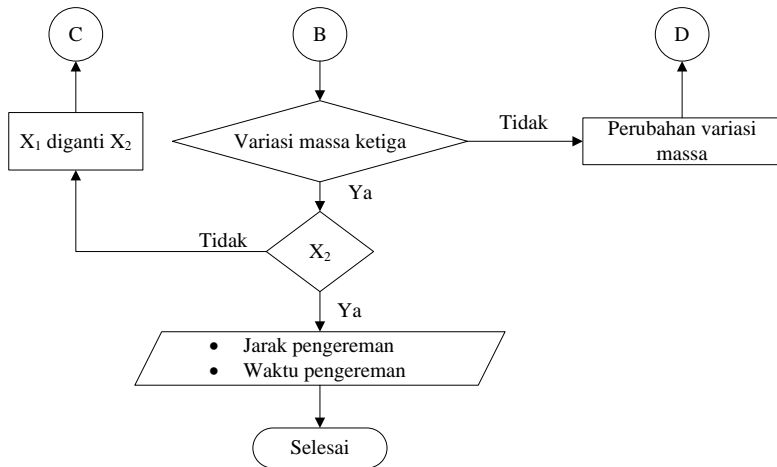 C
B
D
X₁ diganti X₂
Variasi massa ketiga
Tidak
Perubahan variasi
massa
Ya
Tidak
X₂
Ya
• Jarak pengereman
• Waktu pengereman
Selesai